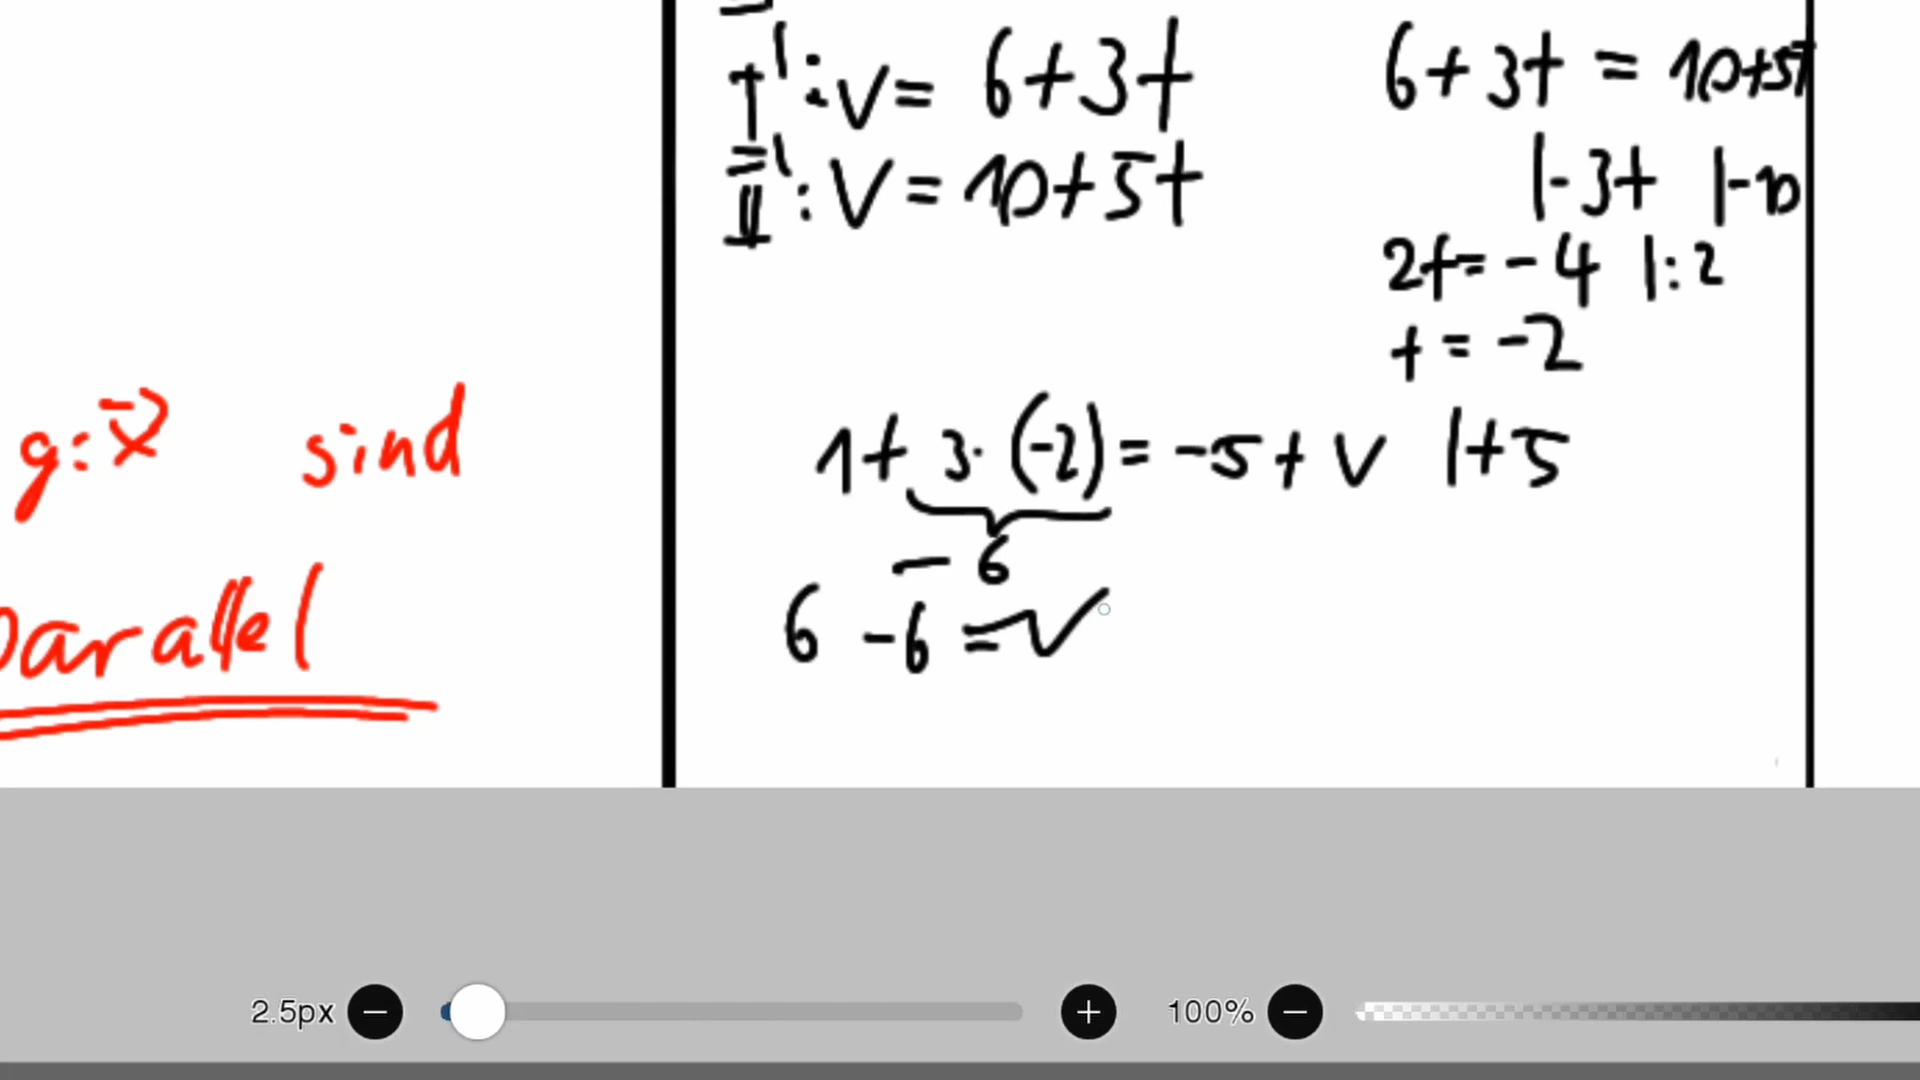 I': v = 6+3t
II': v = 10+5t
6+3t = 10+5t
|-3t |-10
2t = -4 |:2
t = -2
g:x⃗ sind
parallel
1+ 3·(-2) = -5 + v |+5
-6
6 -6 = v
2.5px
100%